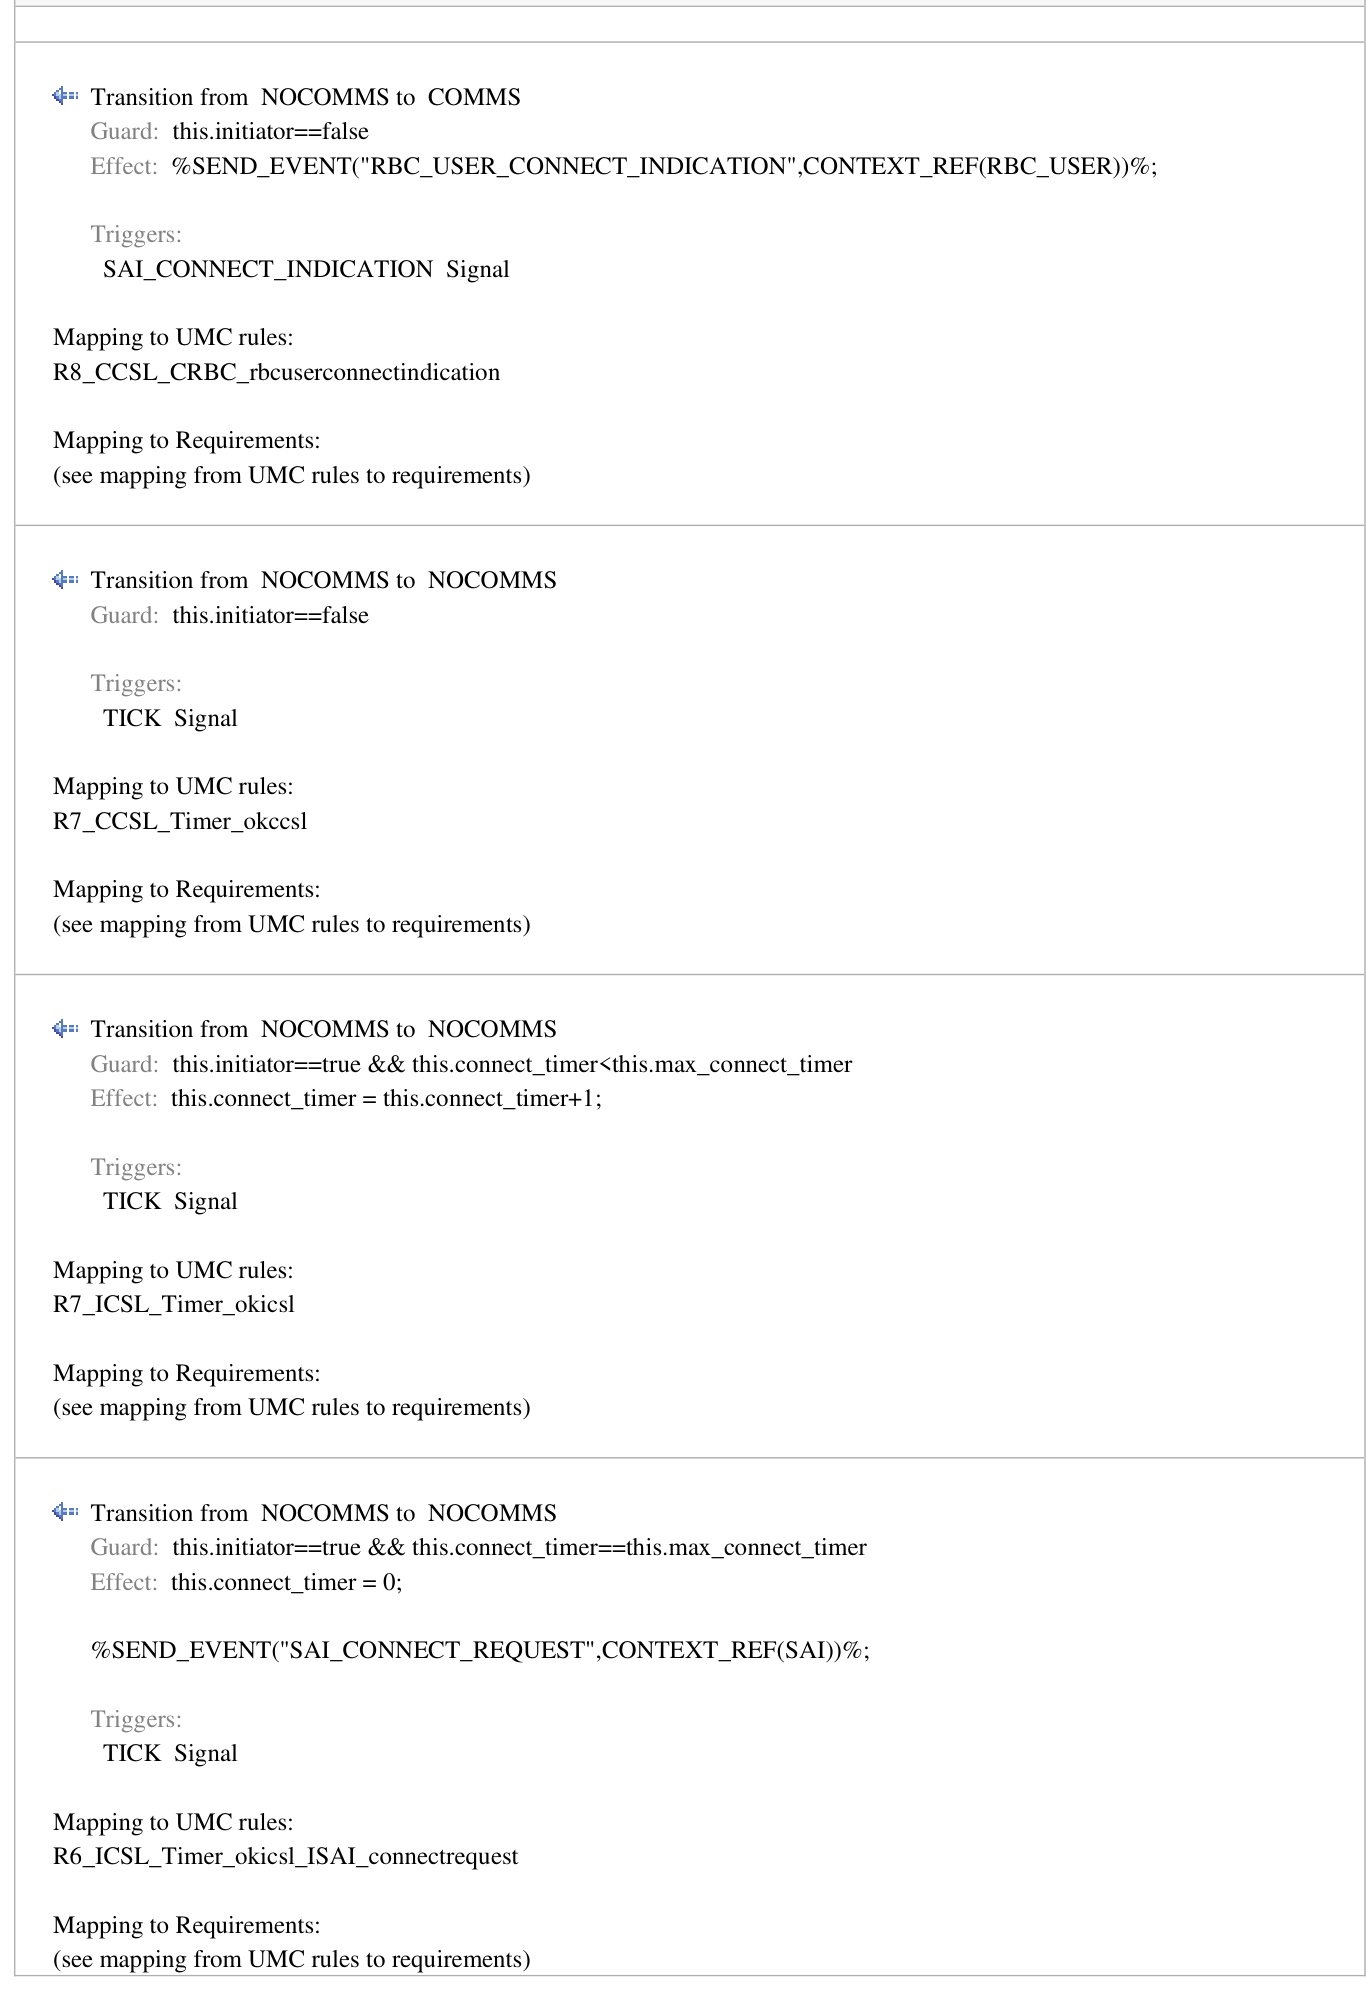 Transition from NOCOMMS to COMMS
Guard: this.initiator==false
Effect: %SEND_EVENT("RBC_USER_CONNECT_INDICATION",CONTEXT_REF(RBC_USER))%;
Triggers:
SAI_CONNECT_INDICATION Signal
Mapping to UMC rules:
R8_CCSL_CRBC_rbcuserconnectindication
Mapping to Requirements:
(see mapping from UMC rules to requirements)
Transition from NOCOMMS to NOCOMMS
Guard: this.initiator==false
Triggers:
TICK Signal
Mapping to UMC rules:
R7_CCSL_Timer_okccsl
Mapping to Requirements:
(see mapping from UMC rules to requirements)
Transition from NOCOMMS to NOCOMMS
Guard: this.initiator==true && this.connect_timer<this.max_connect_timer
Effect: this.connect_timer = this.connect_timer+1;
Triggers:
TICK Signal
Mapping to UMC rules:
R7_ICSL_Timer_okicsl
Mapping to Requirements:
(see mapping from UMC rules to requirements)
Transition from NOCOMMS to NOCOMMS
Guard: this.initiator==true && this.connect_timer==this.max_connect_timer
Effect: this.connect_timer = 0;
%SEND_EVENT("SAI_CONNECT_REQUEST",CONTEXT_REF(SAI))%;
Triggers:
TICK Signal
Mapping to UMC rules:
R6_ICSL_Timer_okicsl_ISAI_connectrequest
Mapping to Requirements:
(see mapping from UMC rules to requirements)